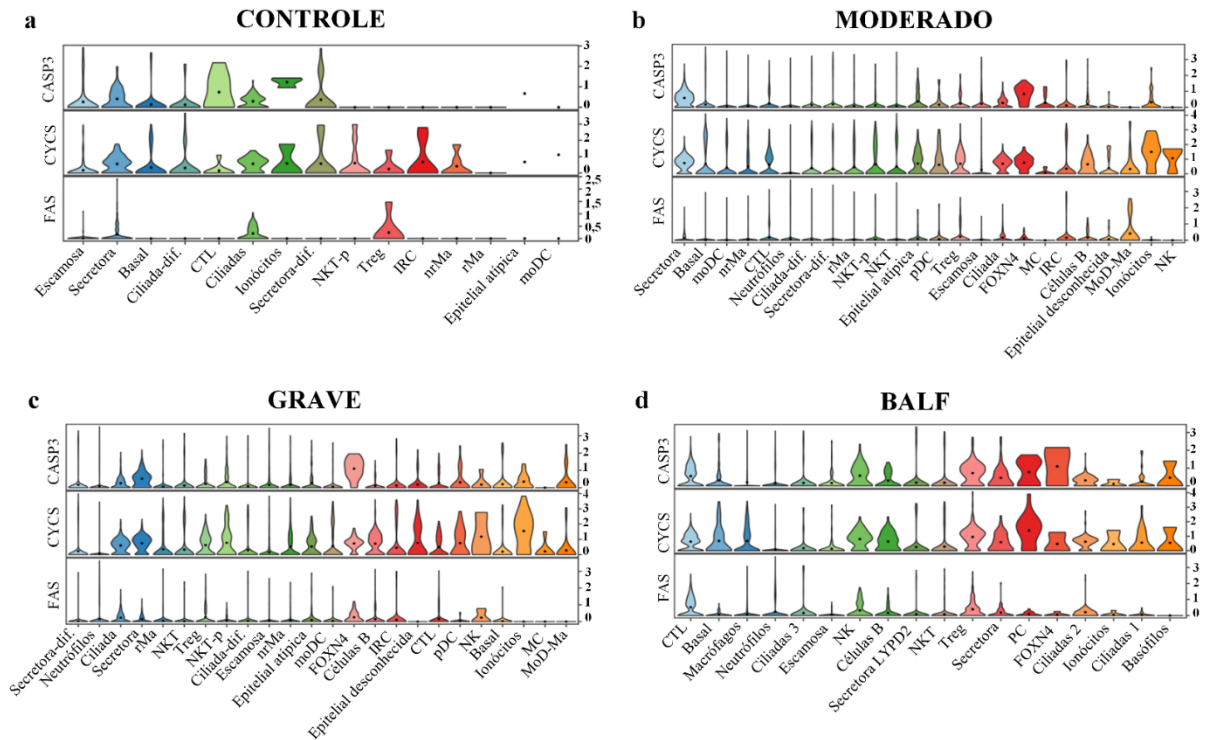 a CONTROLE
CASP3
3
2
1
0
CYCS
3
2
1
0
FAS
2,5
2
1,5
1
0,5
0
Escamosa Secretora Basal Ciliada-dif. CTL Ciliadas Ionócitos Secretora-dif. NKT-p Treg IRC nrMa rMa Epitelial atipica moDC
b MODERADO
CASP3
3
2
1
0
CYCS
4
3
2
1
0
FAS
3
2
1
0
Secretora Basal moDC nrMa CTL Neutrófilos Ciliada-dif. Secretora-dif. rMa NKT-p NKT Epitelial atipica pDC Treg Escamosa Ciliada FOXN4 MC IRC Células B Epitelial desconhecida MoD-Ma Ionócitos NK
c GRAVE
CASP3
3
2
1
0
CYCS
4
3
2
1
0
FAS
3
2
1
0
Secretora-dif. Neutrófilos Ciliada Secretora rMa NKT Treg NKT-p Ciliada-dif. Escamosa nrMa Epitelial atípica moDC FOXN4 Células B IRC Epitelial desconhecida CTL pDC NK Basal Ionócitos MC MoD-Ma
d BALF
CASP3
3
2
1
0
CYCS
4
3
2
1
0
FAS
3
2
1
0
CTL Basal Macrófagos Neutrófilos Ciliadas 3 Escamosa NK Células B Secretora LYPD2 NKT Treg Secretora PC FOXN4 Ciliadas 2 Ionócitos Ciliadas 1 Basófilos